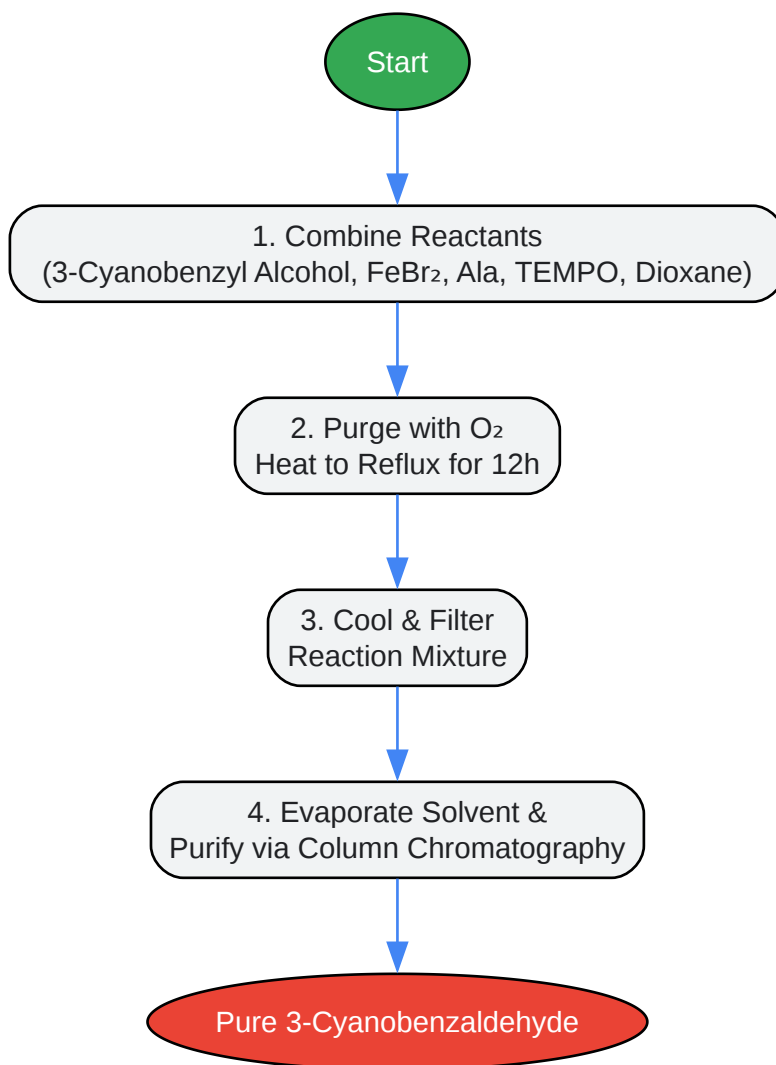 Start
1. Combine Reactants
(3-Cyanobenzyl Alcohol, FeBr₂, Ala, TEMPO, Dioxane)
2. Purge with O₂
Heat to Reflux for 12h
3. Cool & Filter
Reaction Mixture
4. Evaporate Solvent &
Purify via Column Chromatography
Pure 3-Cyanobenzaldehyde